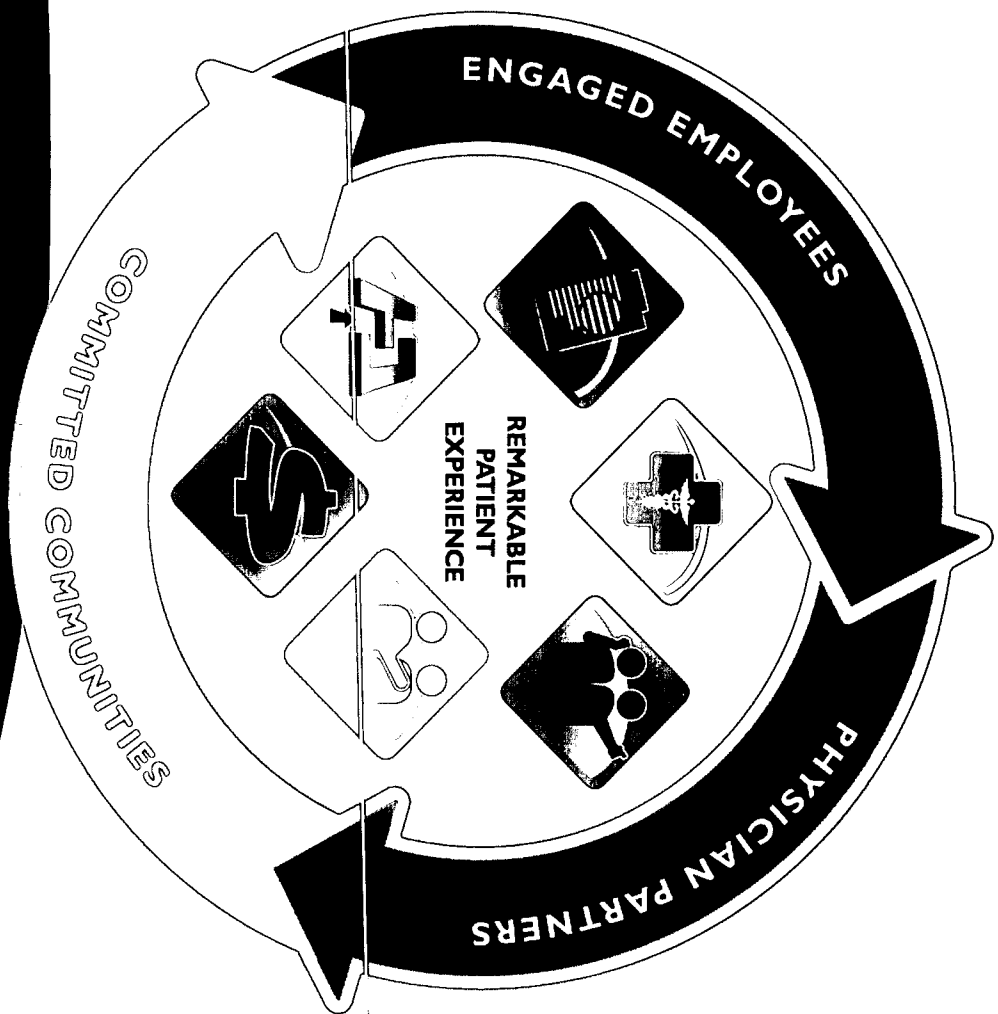 ENGAGED EMPLOYEES
REMARKABLE
PATIENT
EXPERIENCE
PHYSICIAN PARTNERS
COMMITTED COMMUNITIES
$